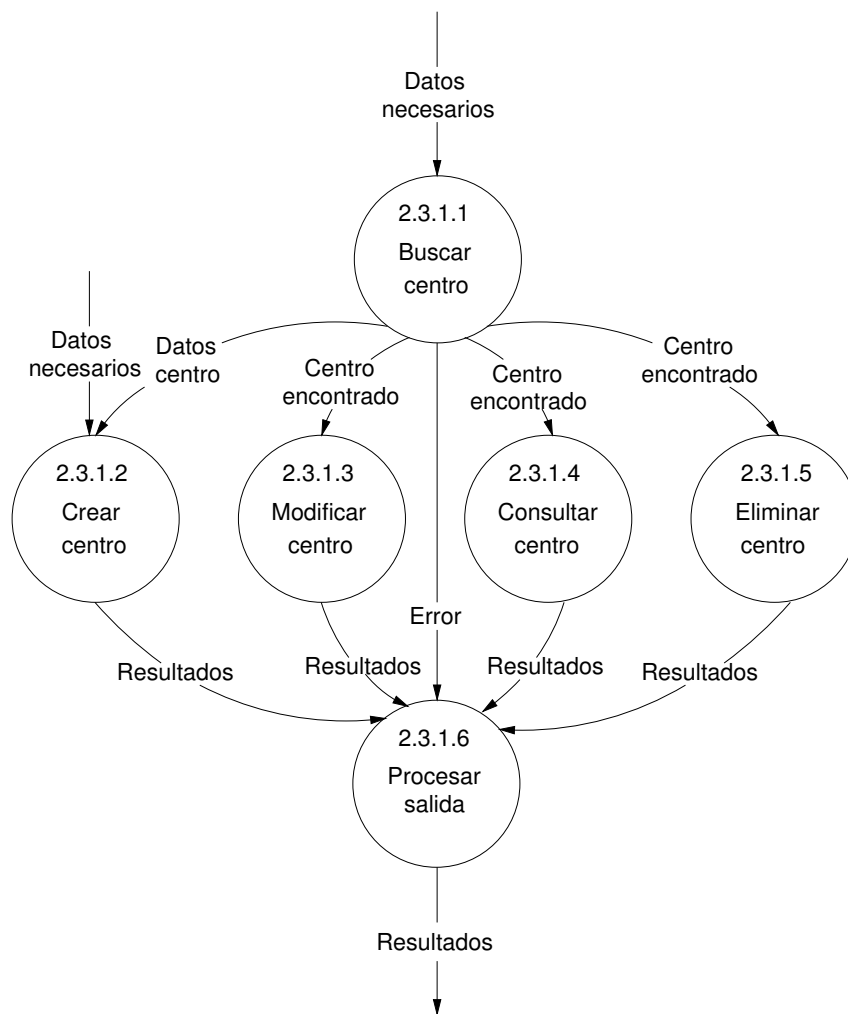 Datos
necesarios
2.3.1.1
Buscar
centro
Datos
necesarios
Datos
centro
Centro
encontrado
Centro
encontrado
Centro
encontrado
2.3.1.2
Crear
centro
2.3.1.3
Modificar
centro
2.3.1.4
Consultar
centro
2.3.1.5
Eliminar
centro
Error
Resultados
Resultados
Resultados
Resultados
2.3.1.6
Procesar
salida
Resultados